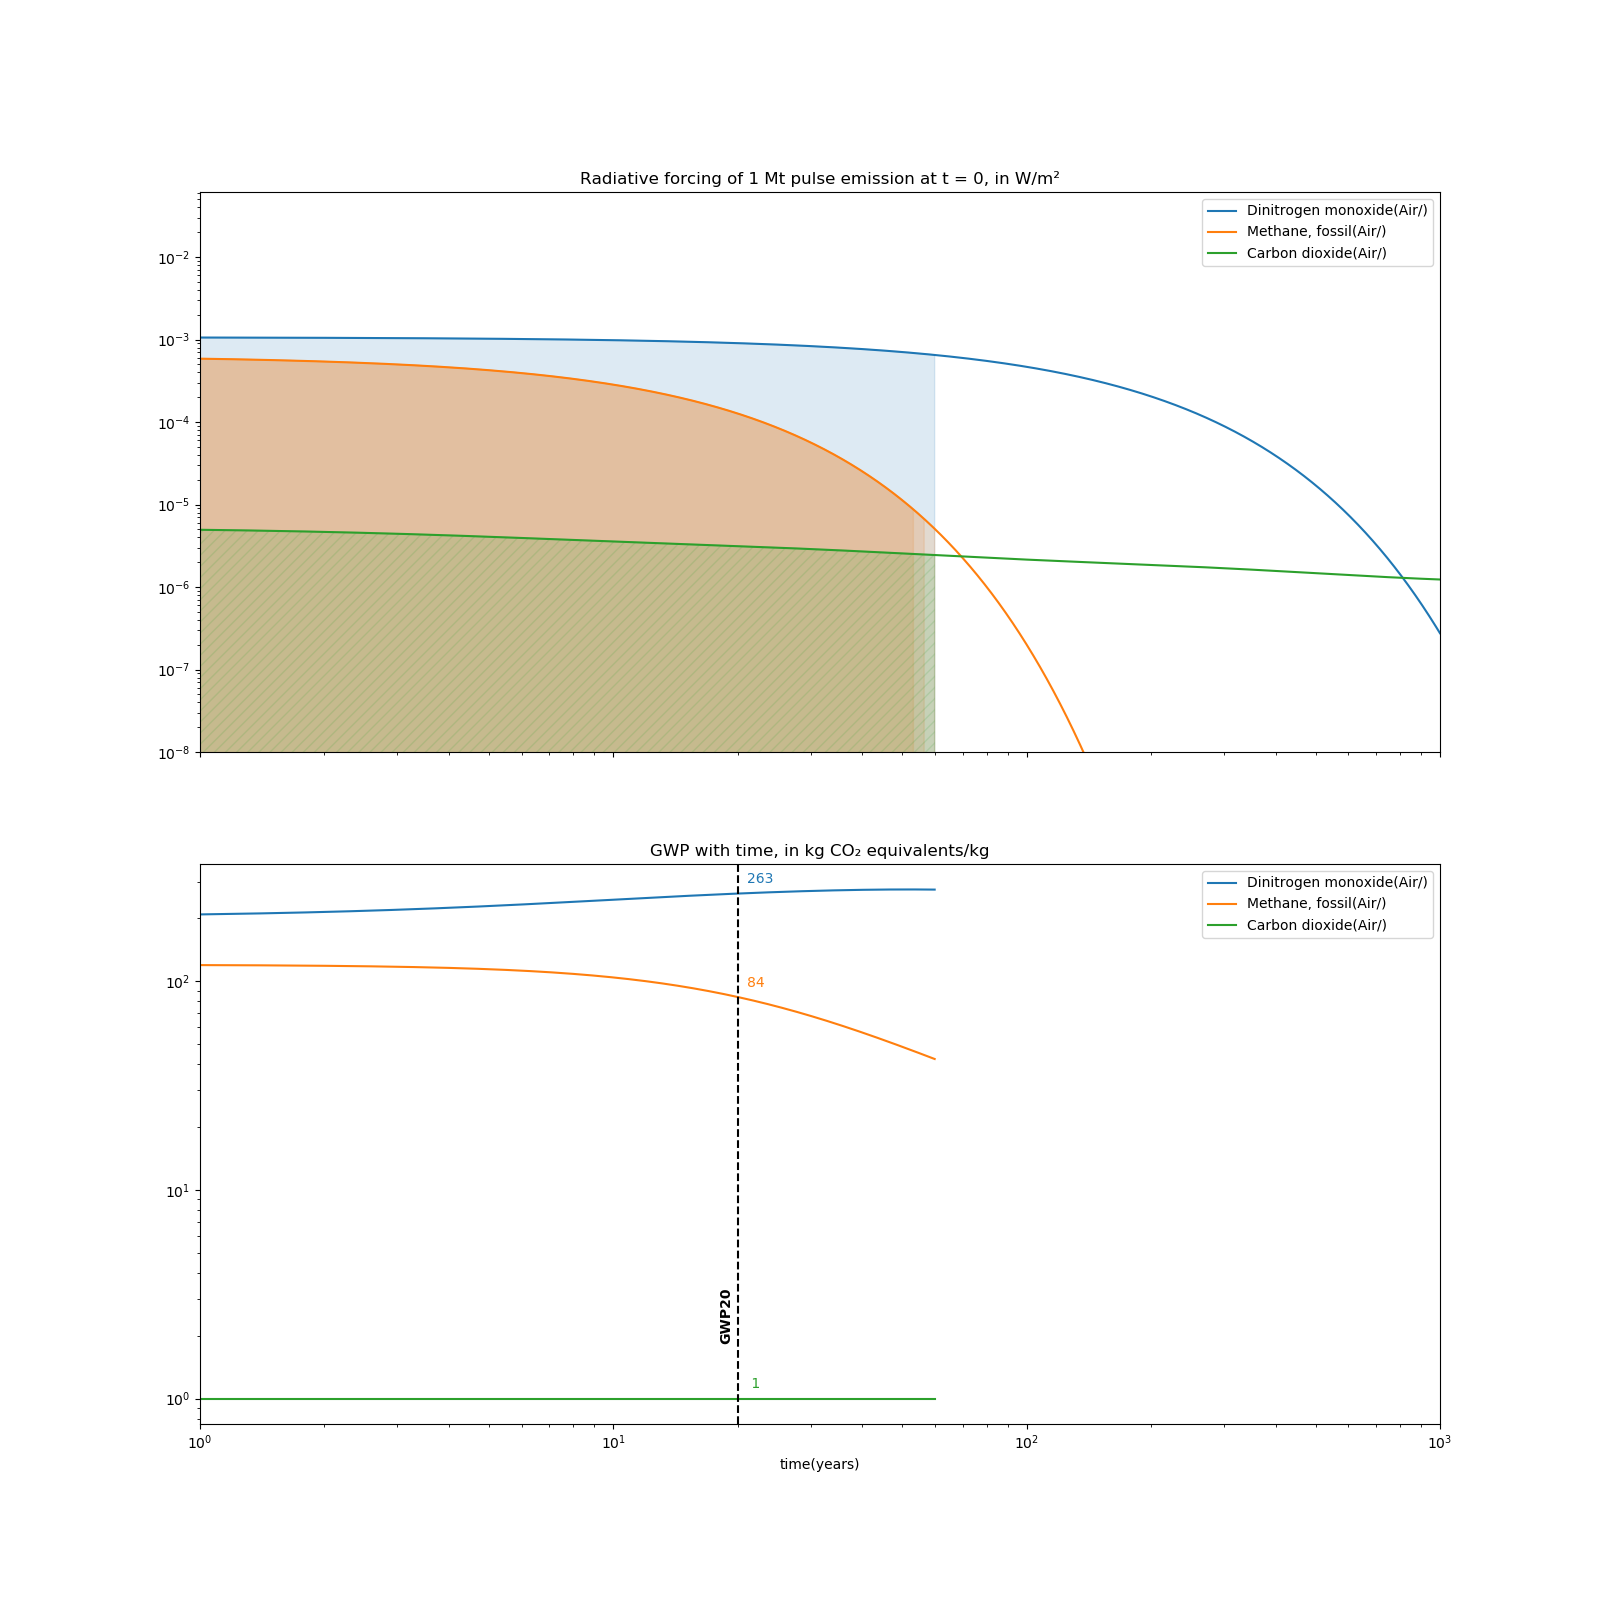 Radiative forcing of 1 Mt pulse emission at t = 0, in W/m²
Dinitrogen monoxide(Air/)
Methane, fossil(Air/)
Carbon dioxide(Air/)
10⁻²
10⁻³
10⁻⁴
10⁻⁵
10⁻⁶
10⁻⁷
10⁻⁸
GWP with time, in kg CO₂ equivalents/kg
Dinitrogen monoxide(Air/)
Methane, fossil(Air/)
Carbon dioxide(Air/)
263
84
1
GWP20
10²
10¹
10⁰
10⁰ 10¹ 10² 10³
time(years)